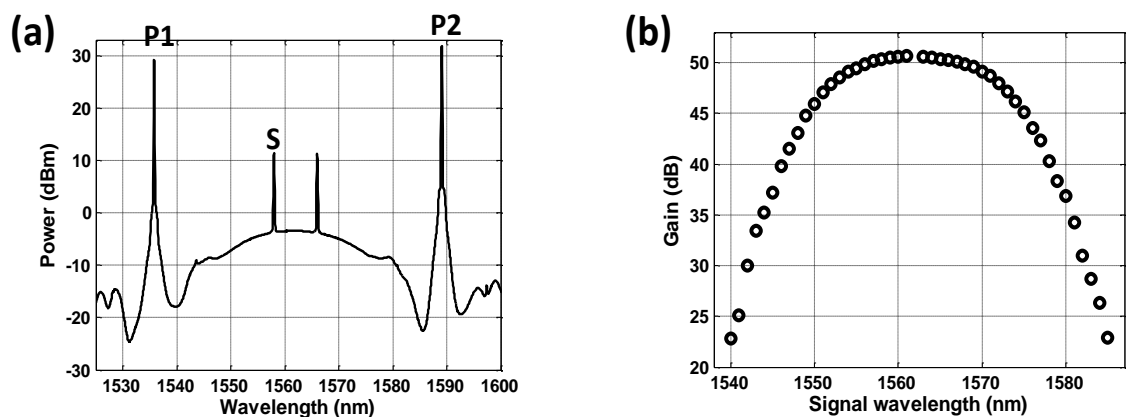 (a)
P1
P2
S
30
20
10
0
-10
-20
-30
Power (dBm)
1530 1540 1550 1560 1570 1580 1590 1600
Wavelength (nm)
(b)
50
45
40
35
30
25
20
Gain (dB)
1540 1550 1560 1570 1580
Signal wavelength (nm)